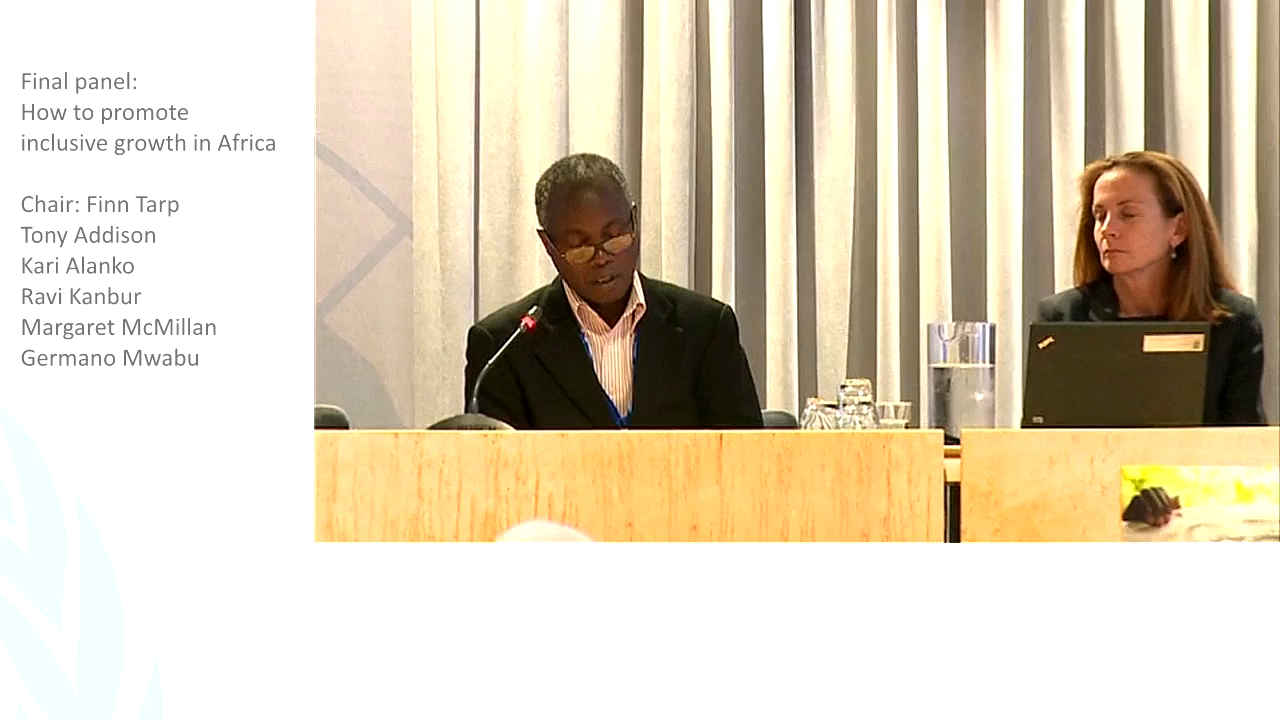 Final panel:
How to promote
inclusive growth in Africa
Chair: Finn Tarp
Tony Addison
Kari Alanko
Ravi Kanbur
Margaret McMillan
Germano Mwabu